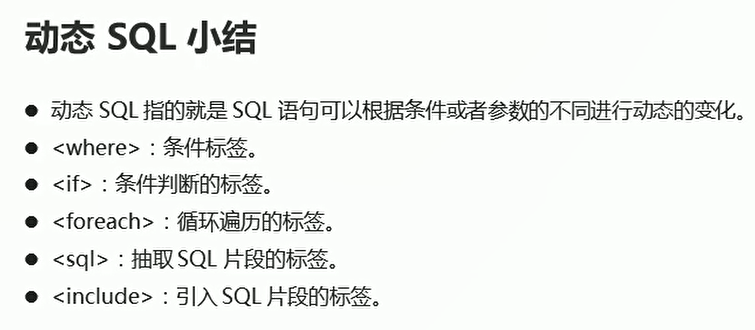 动态 SQL 小结
● 动态 SQL 指的就是 SQL 语句可以根据条件或者参数的不同进行动态的变化。
● <where>：条件标签。
● <if>：条件判断的标签。
● <foreach>：循环遍历的标签。
● <sql>：抽取 SQL 片段的标签。
● <include>：引入 SQL 片段的标签。